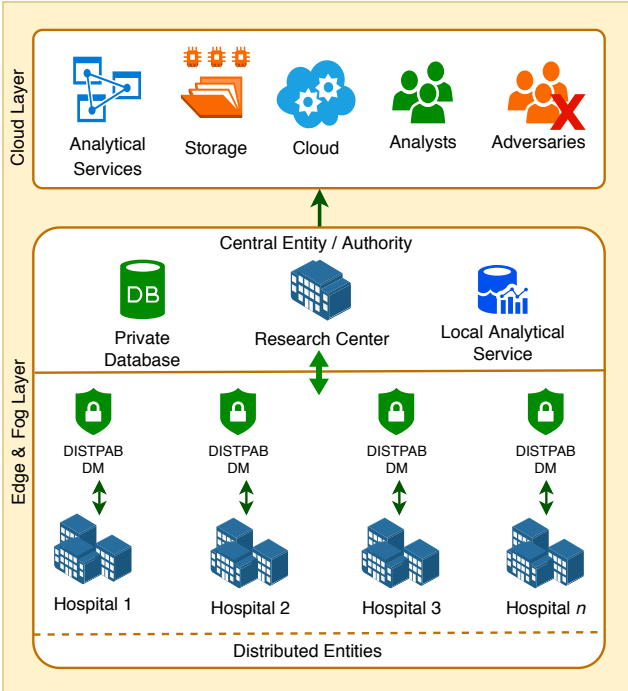 Cloud Layer
Analytical
Services
Storage
Cloud
Analysts
Adversaries
Edge & Fog Layer
Central Entity / Authority
DB
Private
Database
Research Center
Local Analytical
Service
DISTPAB
DM
DISTPAB
DM
DISTPAB
DM
DISTPAB
DM
Hospital 1
Hospital 2
Hospital 3
Hospital n
Distributed Entities